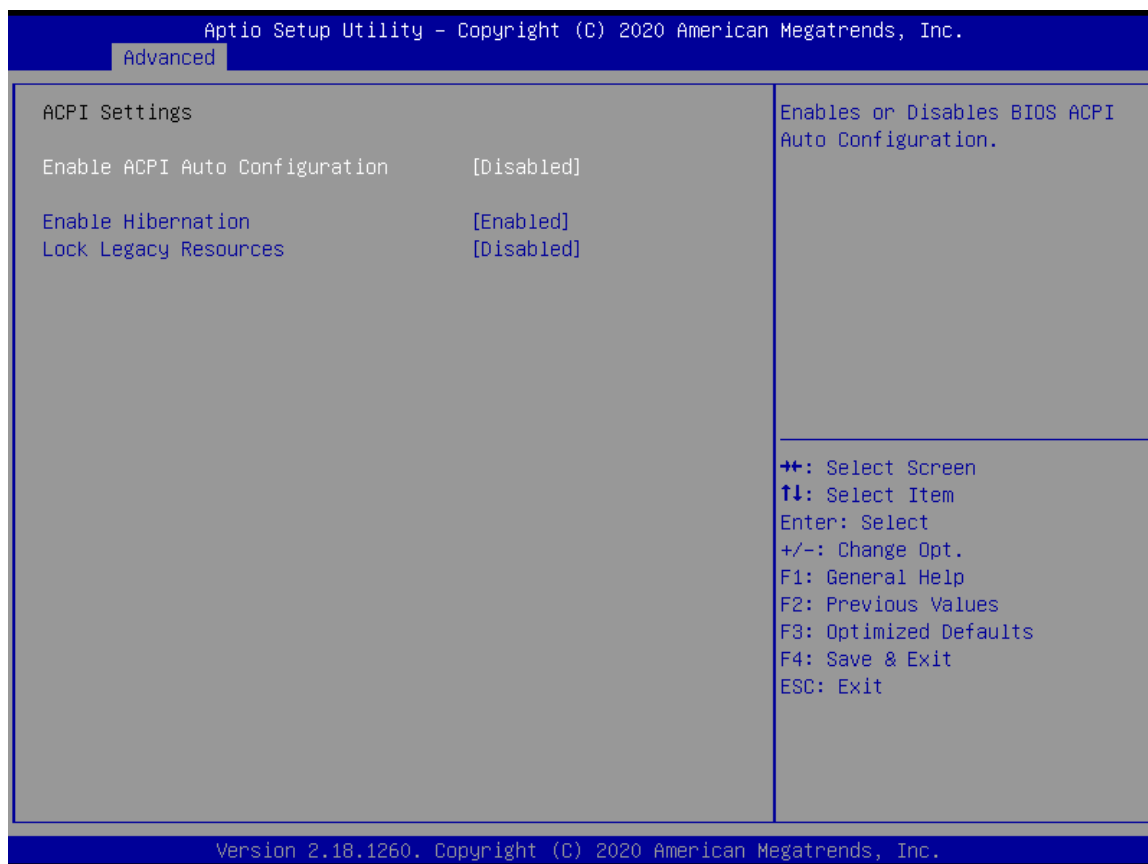 Aptio Setup Utility – Copyright (C) 2020 American Megatrends, Inc.
Advanced
ACPI Settings
Enable ACPI Auto Configuration [Disabled]
Enable Hibernation [Enabled]
Lock Legacy Resources [Disabled]
Enables or Disables BIOS ACPI
Auto Configuration.
→←: Select Screen
↑↓: Select Item
Enter: Select
+/-: Change Opt.
F1: General Help
F2: Previous Values
F3: Optimized Defaults
F4: Save & Exit
ESC: Exit
Version 2.18.1260. Copyright (C) 2020 American Megatrends, Inc.